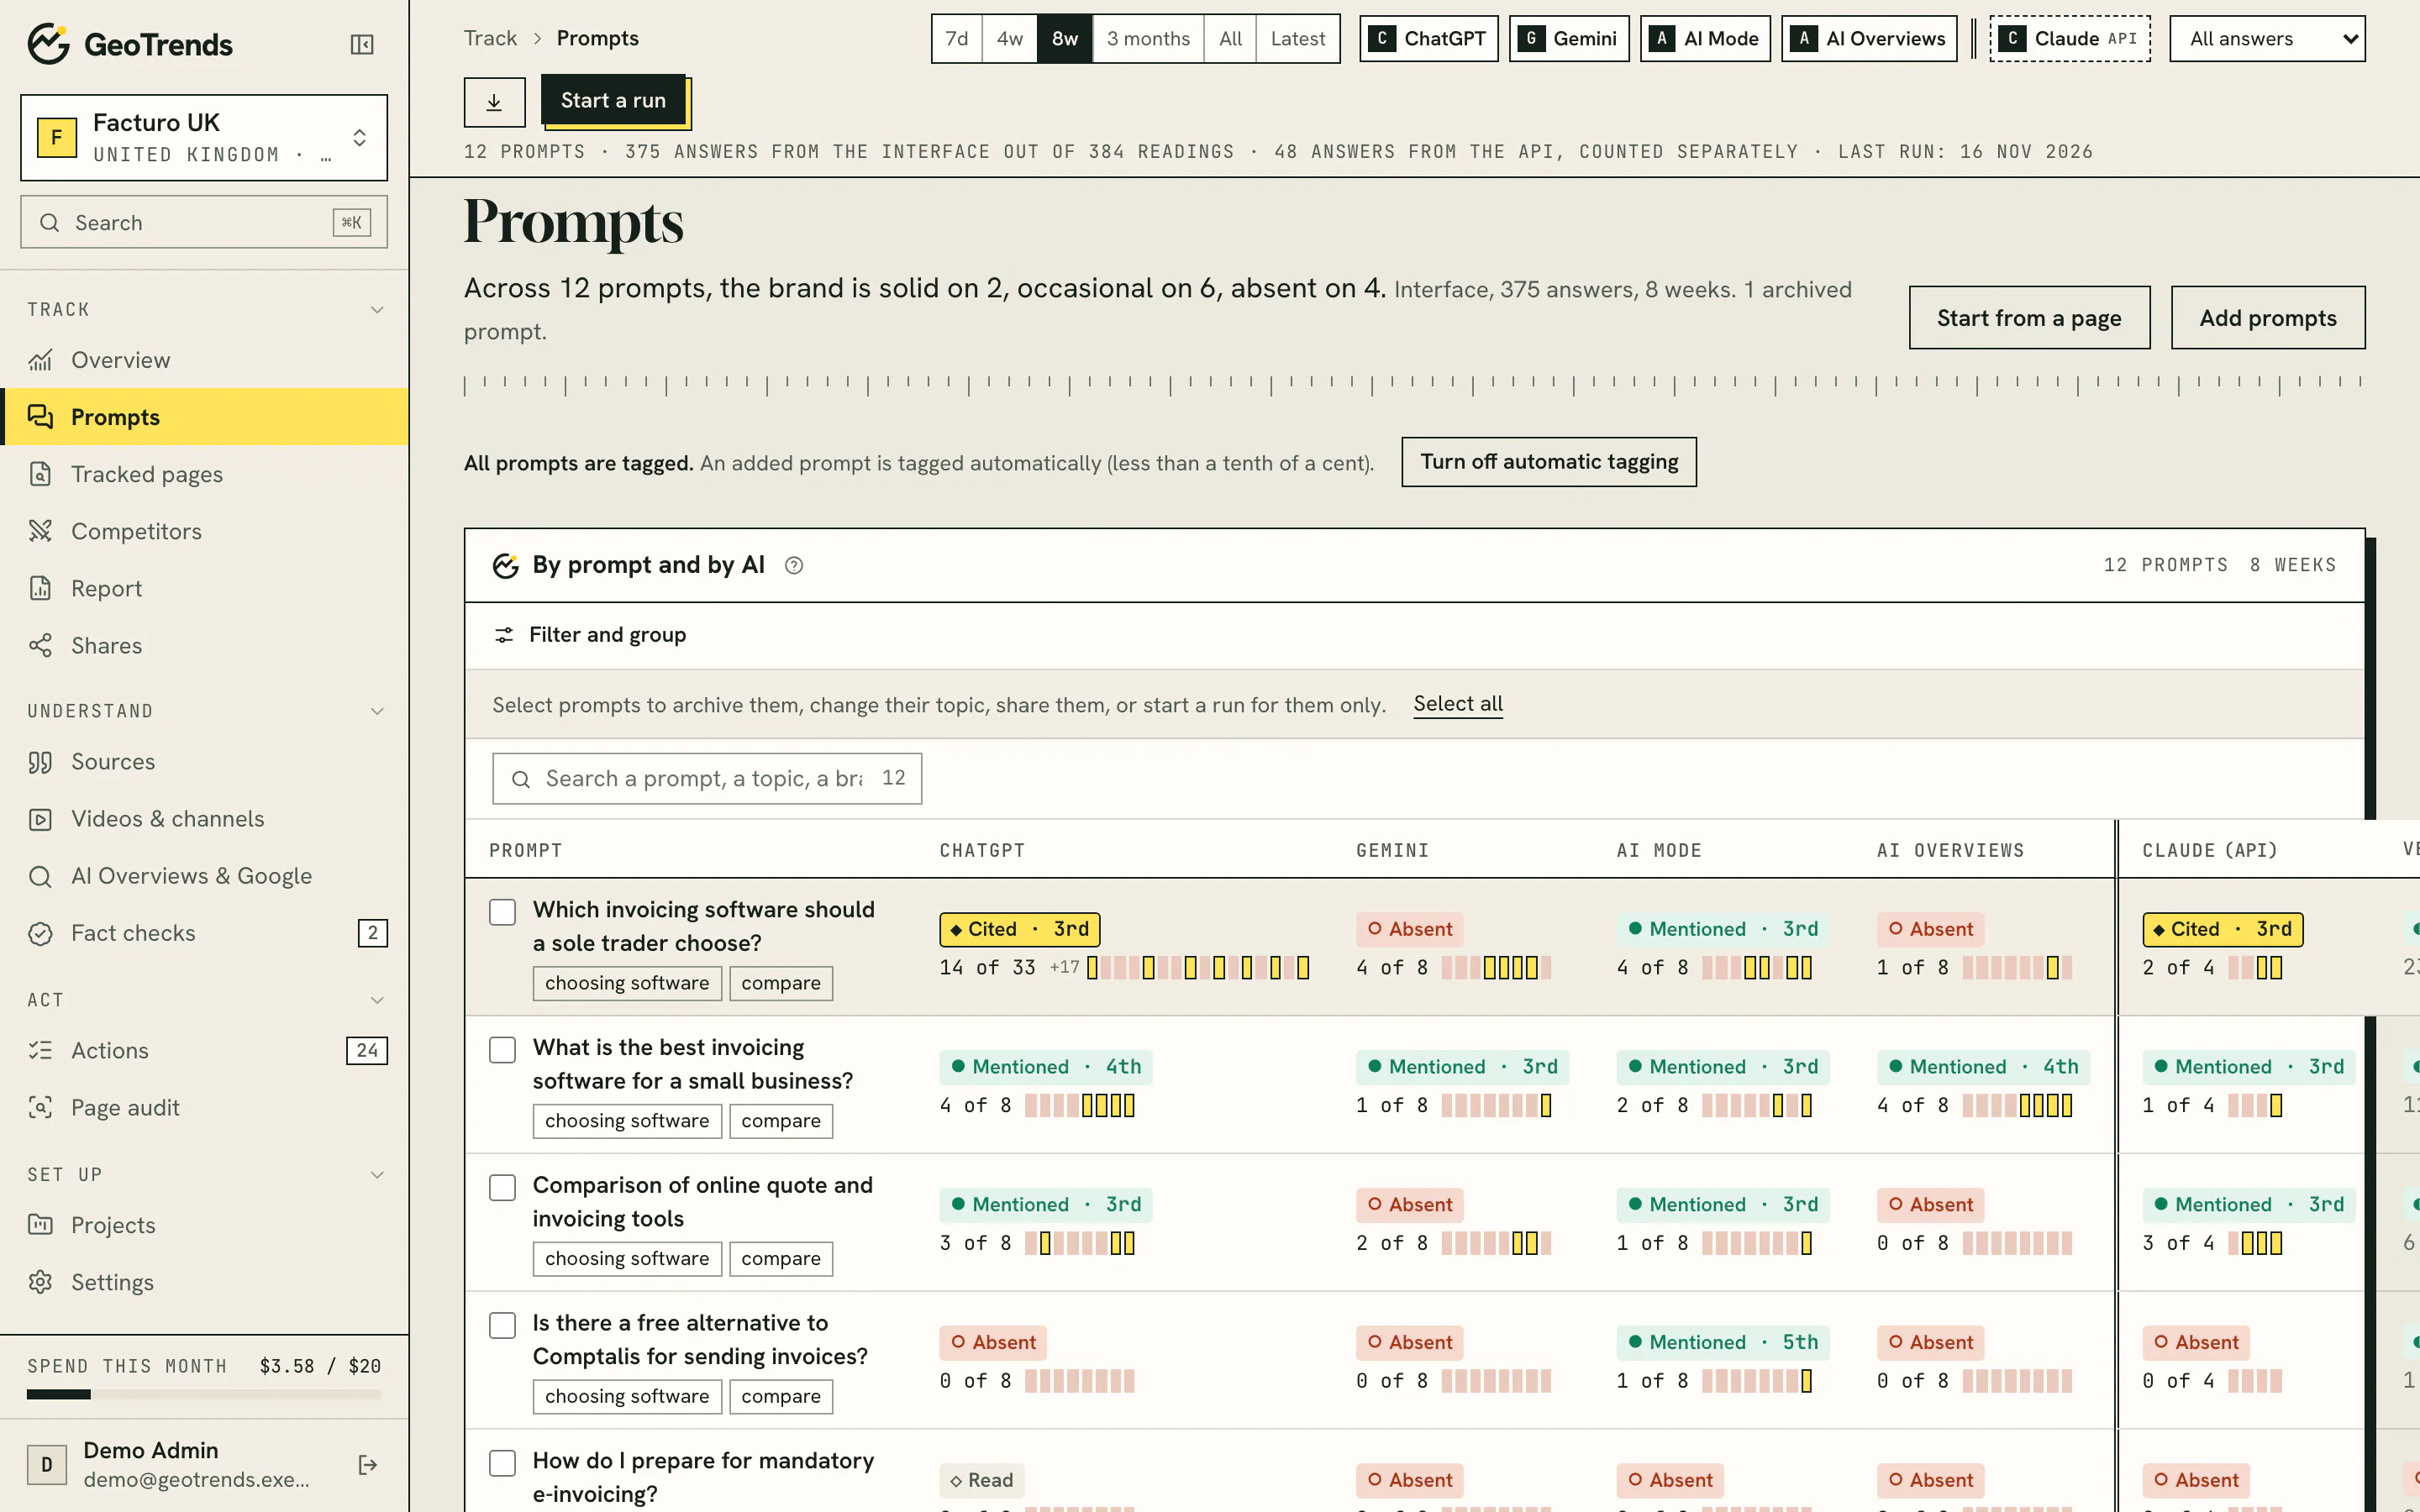 GeoTrends
F
Facturo UK
UNITED KINGDOM · …
Search
⌘K
TRACK
Overview
Prompts
Tracked pages
Competitors
Report
Shares
UNDERSTAND
Sources
Videos & channels
AI Overviews & Google
Fact checks 2
ACT
Actions 24
Page audit
SET UP
Projects
Settings
SPEND THIS MONTH $3.58 / $20
D
Demo Admin
demo@geotrends.exe...
Track > Prompts
7d 4w 8w 3 months All Latest
C ChatGPT G Gemini A AI Mode A AI Overviews C Claude API All answers
Start a run
12 PROMPTS · 375 ANSWERS FROM THE INTERFACE OUT OF 384 READINGS · 48 ANSWERS FROM THE API, COUNTED SEPARATELY · LAST RUN: 16 NOV 2026
Prompts
Across 12 prompts, the brand is solid on 2, occasional on 6, absent on 4. Interface, 375 answers, 8 weeks. 1 archived
prompt.
Start from a page Add prompts
All prompts are tagged. An added prompt is tagged automatically (less than a tenth of a cent). Turn off automatic tagging
By prompt and by AI ? 12 PROMPTS 8 WEEKS
Filter and group
Select prompts to archive them, change their topic, share them, or start a run for them only. Select all
Search a prompt, a topic, a bra 12
PROMPT CHATGPT GEMINI AI MODE AI OVERVIEWS CLAUDE (API)
Which invoicing software should
a sole trader choose?
choosing software compare
Cited · 3rd Absent Mentioned · 3rd Absent Cited · 3rd
14 of 33 +17 4 of 8 4 of 8 1 of 8 2 of 4
What is the best invoicing
software for a small business?
choosing software compare
Mentioned · 4th Mentioned · 3rd Mentioned · 3rd Mentioned · 4th Mentioned · 3rd
4 of 8 1 of 8 2 of 8 4 of 8 1 of 4
Comparison of online quote and
invoicing tools
choosing software compare
Mentioned · 3rd Absent Mentioned · 3rd Absent Mentioned · 3rd
3 of 8 2 of 8 1 of 8 0 of 8 3 of 4
Is there a free alternative to
Comptalis for sending invoices?
choosing software compare
Absent Absent Mentioned · 5th Absent Absent
0 of 8 0 of 8 1 of 8 0 of 8 0 of 4
How do I prepare for mandatory
e-invoicing?
Read Absent Absent Absent Absent